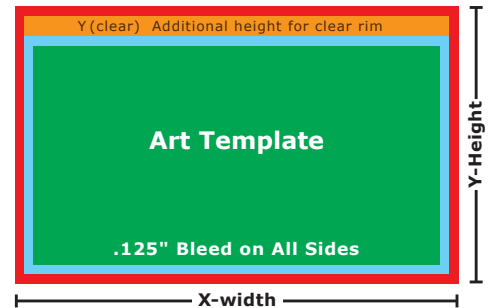 Y (clear) Additional height for clear rim
Art Template
.125" Bleed on All Sides
Y-Height
X-width